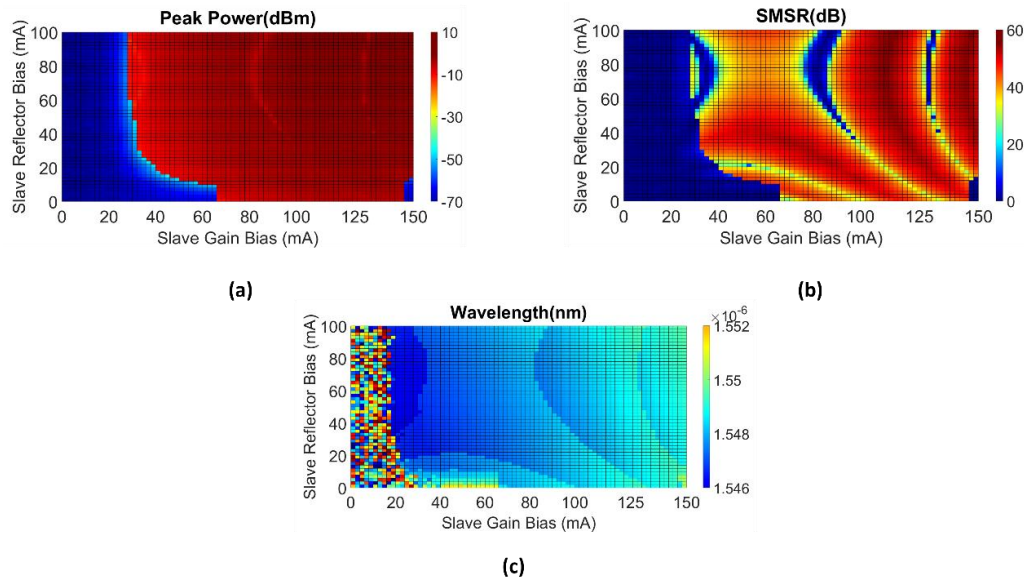 Peak Power(dBm)
Slave Reflector Bias (mA)
100
80
60
40
20
0
0 20 40 60 80 100 125 150
Slave Gain Bias (mA)
10
-10
-30
-50
-70
(a)
SMSR(dB)
Slave Reflector Bias (mA)
100
80
60
40
20
0
0 20 40 60 80 100 125 150
Slave Gain Bias (mA)
60
40
20
0
(b)
Wavelength(nm)
Slave Reflector Bias (mA)
100
80
60
40
20
0
0 20 40 60 80 100 125 150
Slave Gain Bias (mA)
×10⁻⁶
1.552
1.55
1.548
1.546
(c)